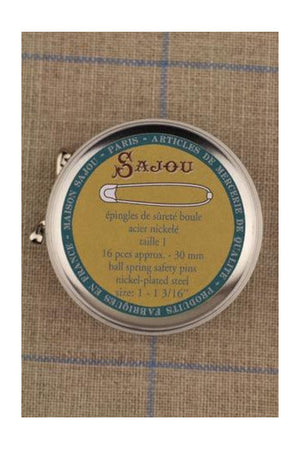 MAISON SAJOU - PARIS - ARTICLES DE MERCERIE DE QUALITÉ - PRODUITS FABRIQUÉS EN FRANCE -
SAJOU
épingles de sûreté boule
acier nickelé
taille 1
16 pces approx. - 30 mm
ball spring safety pins
nickel-plated steel
size: 1 - 1 3/16"